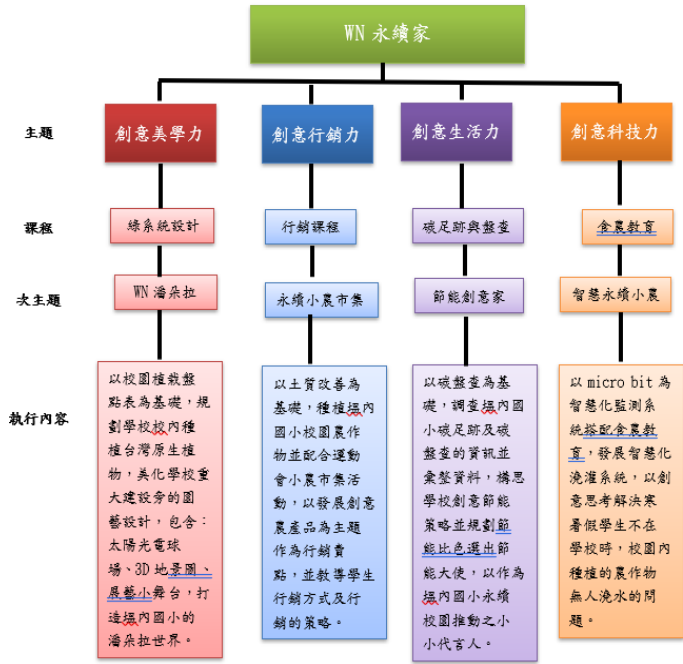 WN 永續家
主題
創意美學力
創意行銷力
創意生活力
創意科技力
課程
綠系統設計
行銷課程
碳足跡與盤查
食農教育
次主題
WN 潘朵拉
永續小農市集
節能創意家
智慧永續小農
執行內容
以校園植栽盤
點表為基礎，規
劃學校校內種
植台灣原生植
物，美化學校重
大建設旁的園
藝設計，包含：
太陽光電球
場、3D 地景圖、
展藝小舞台，打
造塭內國小的
潘朵拉世界。
以土質改善為
基礎，種植塭內
國小校園農作
物並配合運動
會小農市集活
動，以發展創意
農產品為主題
作為行銷賣
點，並教導學生
行銷方式及行
銷的策略。
以碳盤查為基
礎，調查塭內國
小碳足跡及碳
盤查的資訊並
彙整資料，構思
學校創意節能
策略並規劃節
能比色選出節
能大使，以作為
塭內國小永續
校園推動之小
小代言人。
以 micro bit 為
智慧化監測系
統搭配食農教
育，發展智慧化
澆灌系統，以創
意思考解決寒
暑假學生不在
學校時，校園內
種植的農作物
無人澆水的問
題。